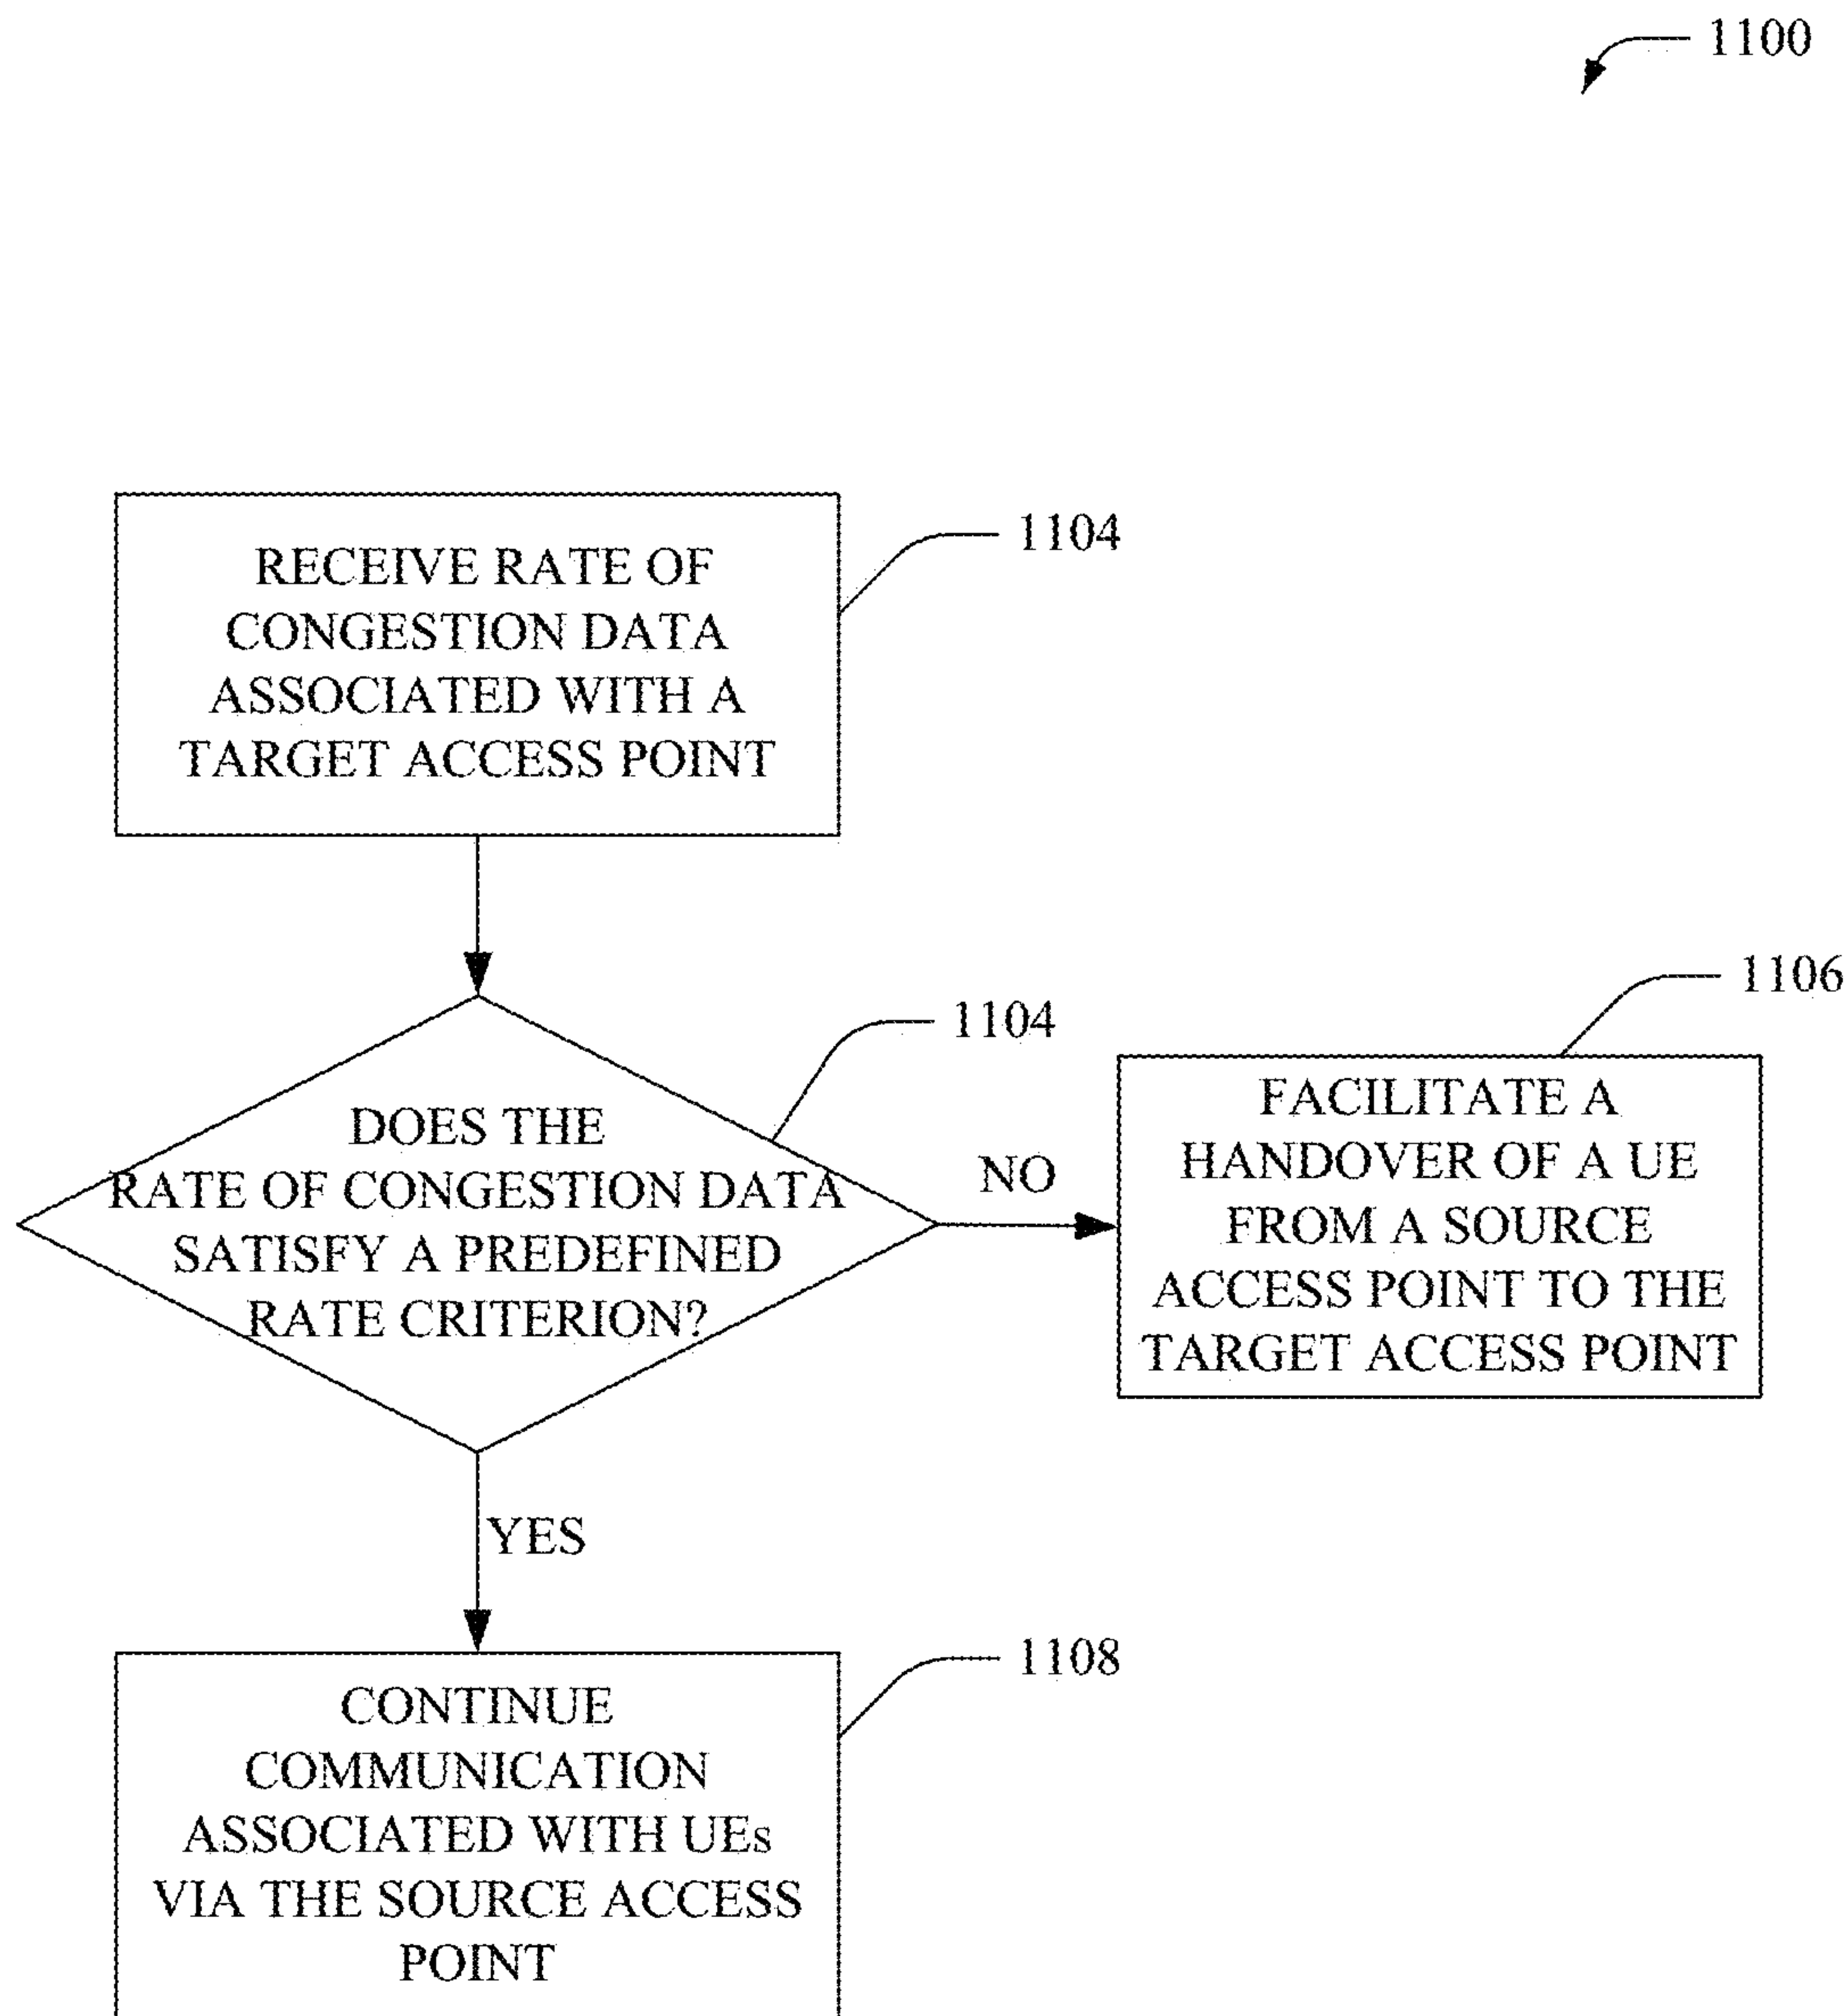 1100
RECEIVE RATE OF
CONGESTION DATA
ASSOCIATED WITH A
TARGET ACCESS POINT
1104
DOES THE
RATE OF CONGESTION DATA
SATISFY A PREDEFINED
RATE CRITERION?
1104
NO
FACILITATE A
HANDOVER OF A UE
FROM A SOURCE
ACCESS POINT TO THE
TARGET ACCESS POINT
1106
YES
CONTINUE
COMMUNICATION
ASSOCIATED WITH UEs
VIA THE SOURCE ACCESS
POINT
1108